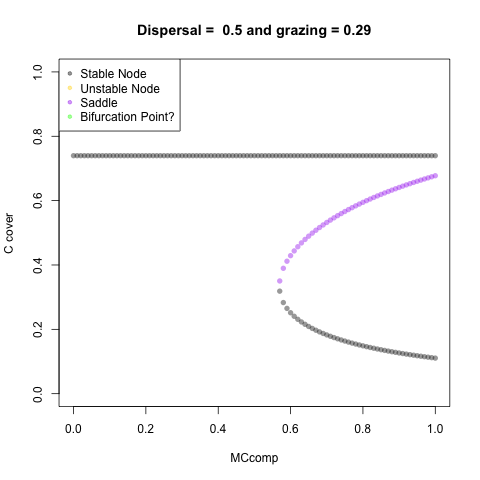 Dispersal =  0.5 and grazing = 0.29
Stable Node
Unstable Node
Saddle
Bifurcation Point?
1.0
0.8
0.6
0.4
0.2
0.0
C cover
0.0 0.2 0.4 0.6 0.8 1.0
MCcomp